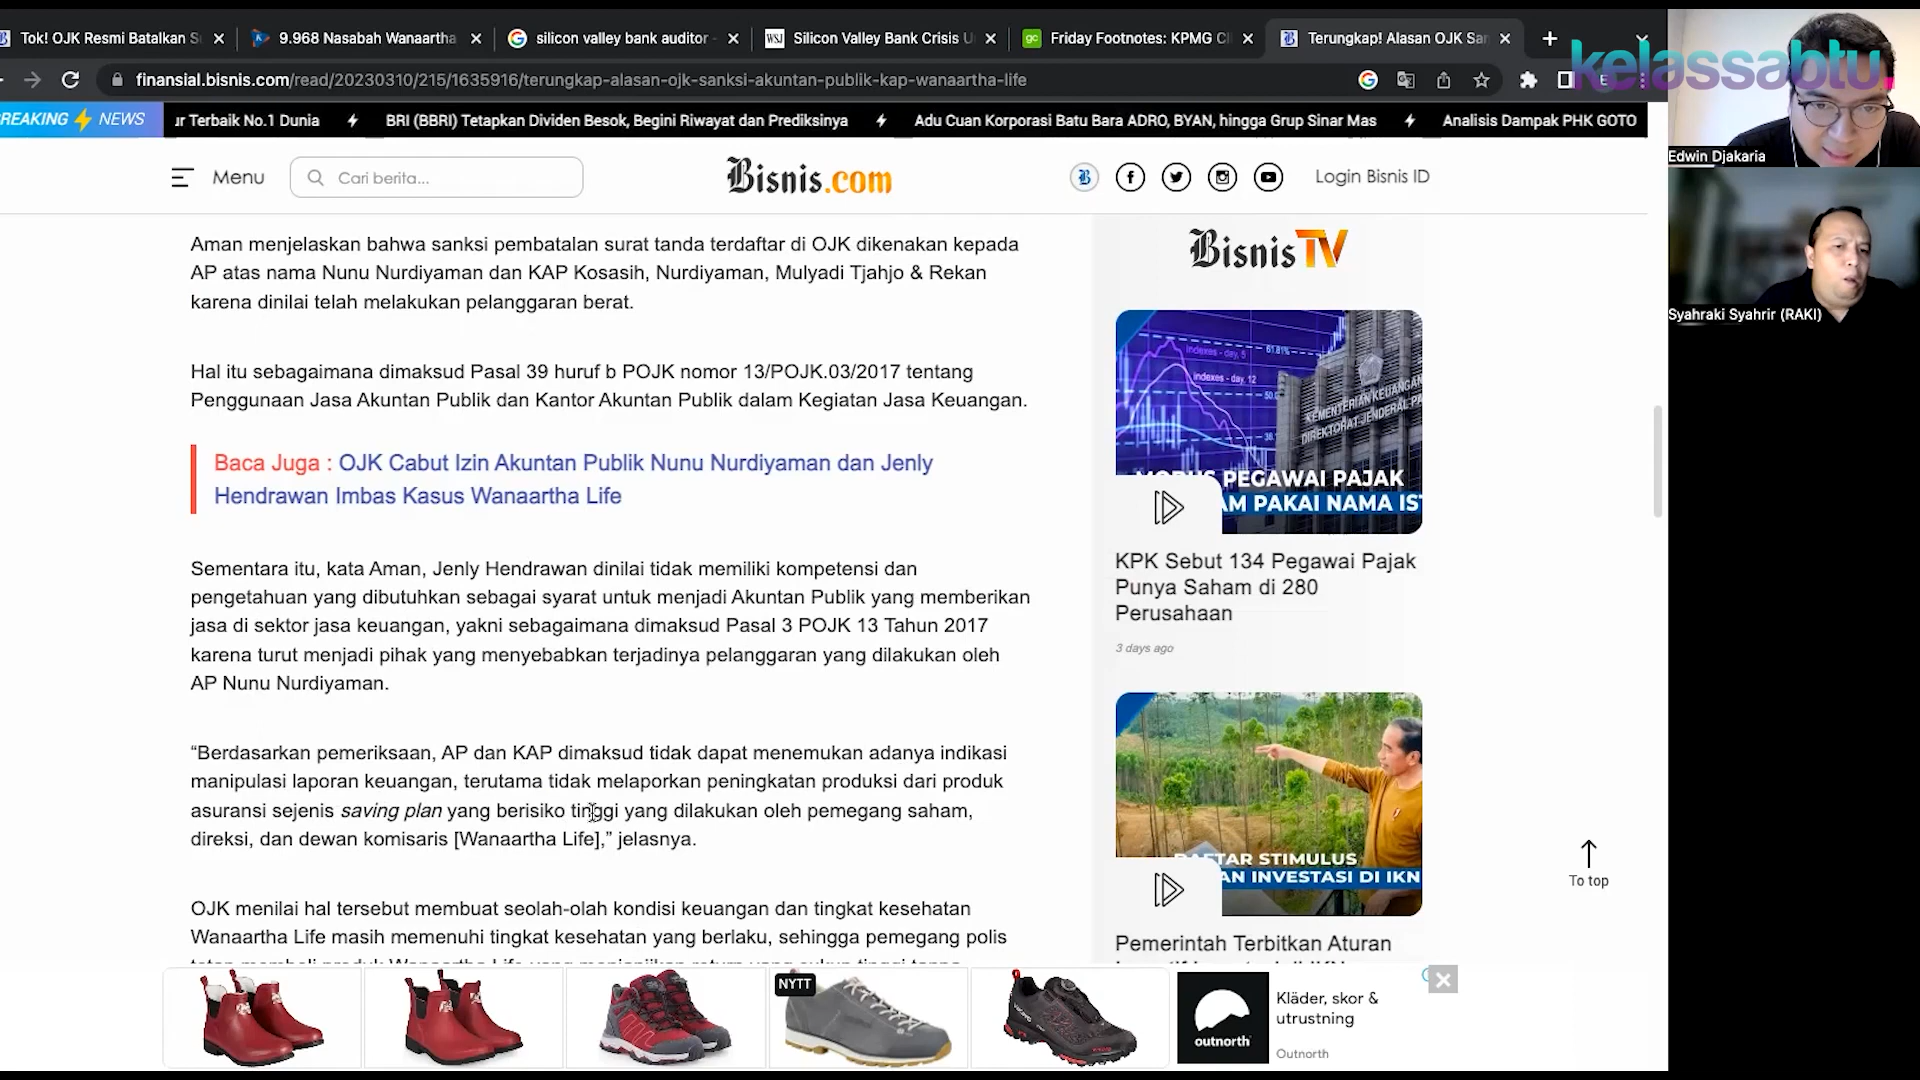 Tok! OJK Resmi Batalkan S
9.968 Nasabah Wanaartha
silicon valley bank auditor -
WSJ
Silicon Valley Bank Crisis U
gc
Friday Footnotes: KPMG Cl
Terungkap! Alasan OJK San
kelassabtu.
finansial.bisnis.com/read/20230310/215/1635916/terungkap-alasan-ojk-sanksi-akuntan-publik-kap-wanaartha-life
REAKING NEWS
ur Terbaik No.1 Dunia
BRI (BBRI) Tetapkan Dividen Besok, Begini Riwayat dan Prediksinya
Adu Cuan Korporasi Batu Bara ADRO, BYAN, hingga Grup Sinar Mas
Analisis Dampak PHK GOTO
Edwin Djakaria
Menu
Cari berita...
Bisnis.com
Login Bisnis ID
Syahraki Syahrir (RAKI)
Aman menjelaskan bahwa sanksi pembatalan surat tanda terdaftar di OJK dikenakan kepada
AP atas nama Nunu Nurdiyaman dan KAP Kosasih, Nurdiyaman, Mulyadi Tjahjo & Rekan
karena dinilai telah melakukan pelanggaran berat.
Hal itu sebagaimana dimaksud Pasal 39 huruf b POJK nomor 13/POJK.03/2017 tentang
Penggunaan Jasa Akuntan Publik dan Kantor Akuntan Publik dalam Kegiatan Jasa Keuangan.
Baca Juga : OJK Cabut Izin Akuntan Publik Nunu Nurdiyaman dan Jenly
Hendrawan Imbas Kasus Wanaartha Life
Sementara itu, kata Aman, Jenly Hendrawan dinilai tidak memiliki kompetensi dan
pengetahuan yang dibutuhkan sebagai syarat untuk menjadi Akuntan Publik yang memberikan
jasa di sektor jasa keuangan, yakni sebagaimana dimaksud Pasal 3 POJK 13 Tahun 2017
karena turut menjadi pihak yang menyebabkan terjadinya pelanggaran yang dilakukan oleh
AP Nunu Nurdiyaman.
“Berdasarkan pemeriksaan, AP dan KAP dimaksud tidak dapat menemukan adanya indikasi
manipulasi laporan keuangan, terutama tidak melaporkan peningkatan produksi dari produk
asuransi sejenis saving plan yang berisiko tinggi yang dilakukan oleh pemegang saham,
direksi, dan dewan komisaris [Wanaartha Life],” jelasnya.
OJK menilai hal tersebut membuat seolah-olah kondisi keuangan dan tingkat kesehatan
Wanaartha Life masih memenuhi tingkat kesehatan yang berlaku, sehingga pemegang polis
Bisnis TV
indexes - day, 5
61.81%
indexes - day, 12
KEMENTERIAN KEUANGAN
DIREKTORAT JENDERAL PA
PEGAWAI PAJAK
AM PAKAI NAMA IST
KPK Sebut 134 Pegawai Pajak
Punya Saham di 280
Perusahaan
3 days ago
DAFTAR STIMULUS
AN INVESTASI DI IKN
Pemerintah Terbitkan Aturan
To top
NYTT
outnorth
Kläder, skor &
utrustning
Outnorth